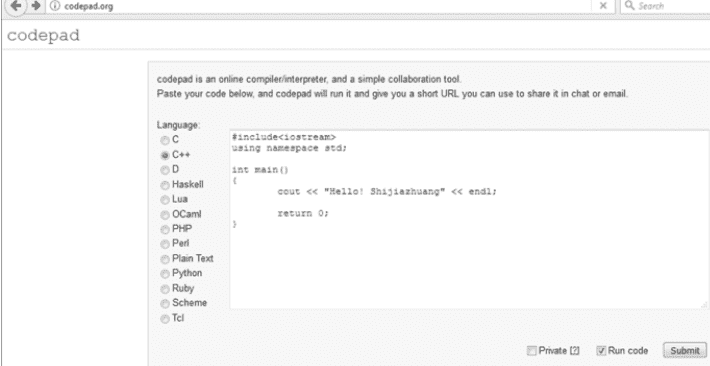 codepad.org
Search
codepad
codepad is an online compiler/interpreter, and a simple collaboration tool.
Paste your code below, and codepad will run it and give you a short URL you can use to share it in chat or email.
Language:
C
C++
D
Haskell
Lua
OCaml
PHP
Perl
Plain Text
Python
Ruby
Scheme
Tcl
#include<iostream>
using namespace std;
int main()
{
cout << "Hello! Shijiazhuang" << endl;
return 0;
}
Private [?]
Run code
Submit